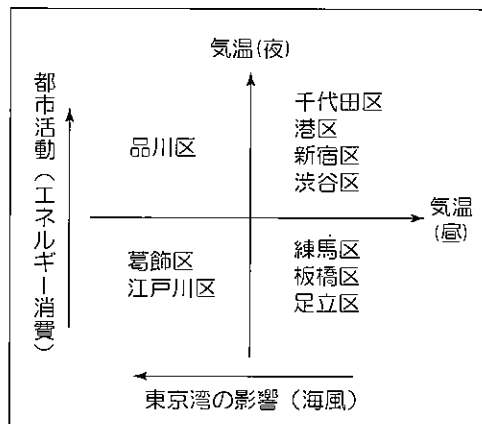 気温(夜)
都市活動(エネルギー消費)
品川区
千代田区
港区
新宿区
渋谷区
気温
(昼)
葛飾区
江戸川区
練馬区
板橋区
足立区
東京湾の影響(海風)